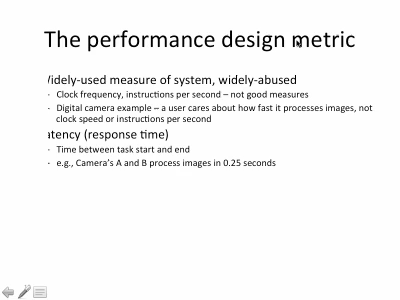 The performance design metric
Widely-used measure of system, widely-abused
· Clock frequency, instructions per second – not good measures
· Digital camera example – a user cares about how fast it processes images, not
clock speed or instructions per second
Latency (response time)
· Time between task start and end
· e.g., Camera's A and B process images in 0.25 seconds